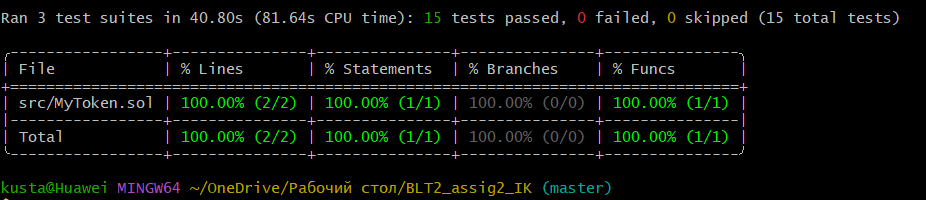 Ran 3 test suites in 40.80s (81.64s CPU time): 15 tests passed, 0 failed, 0 skipped (15 total tests)
| File | % Lines | % Statements | % Branches | % Funcs |
| src/MyToken.sol | 100.00% (2/2) | 100.00% (1/1) | 100.00% (0/0) | 100.00% (1/1) |
| Total | 100.00% (2/2) | 100.00% (1/1) | 100.00% (0/0) | 100.00% (1/1) |
kusta@Huawei MINGW64 ~/OneDrive/Рабочий стол/BLT2_assig2_IK (master)